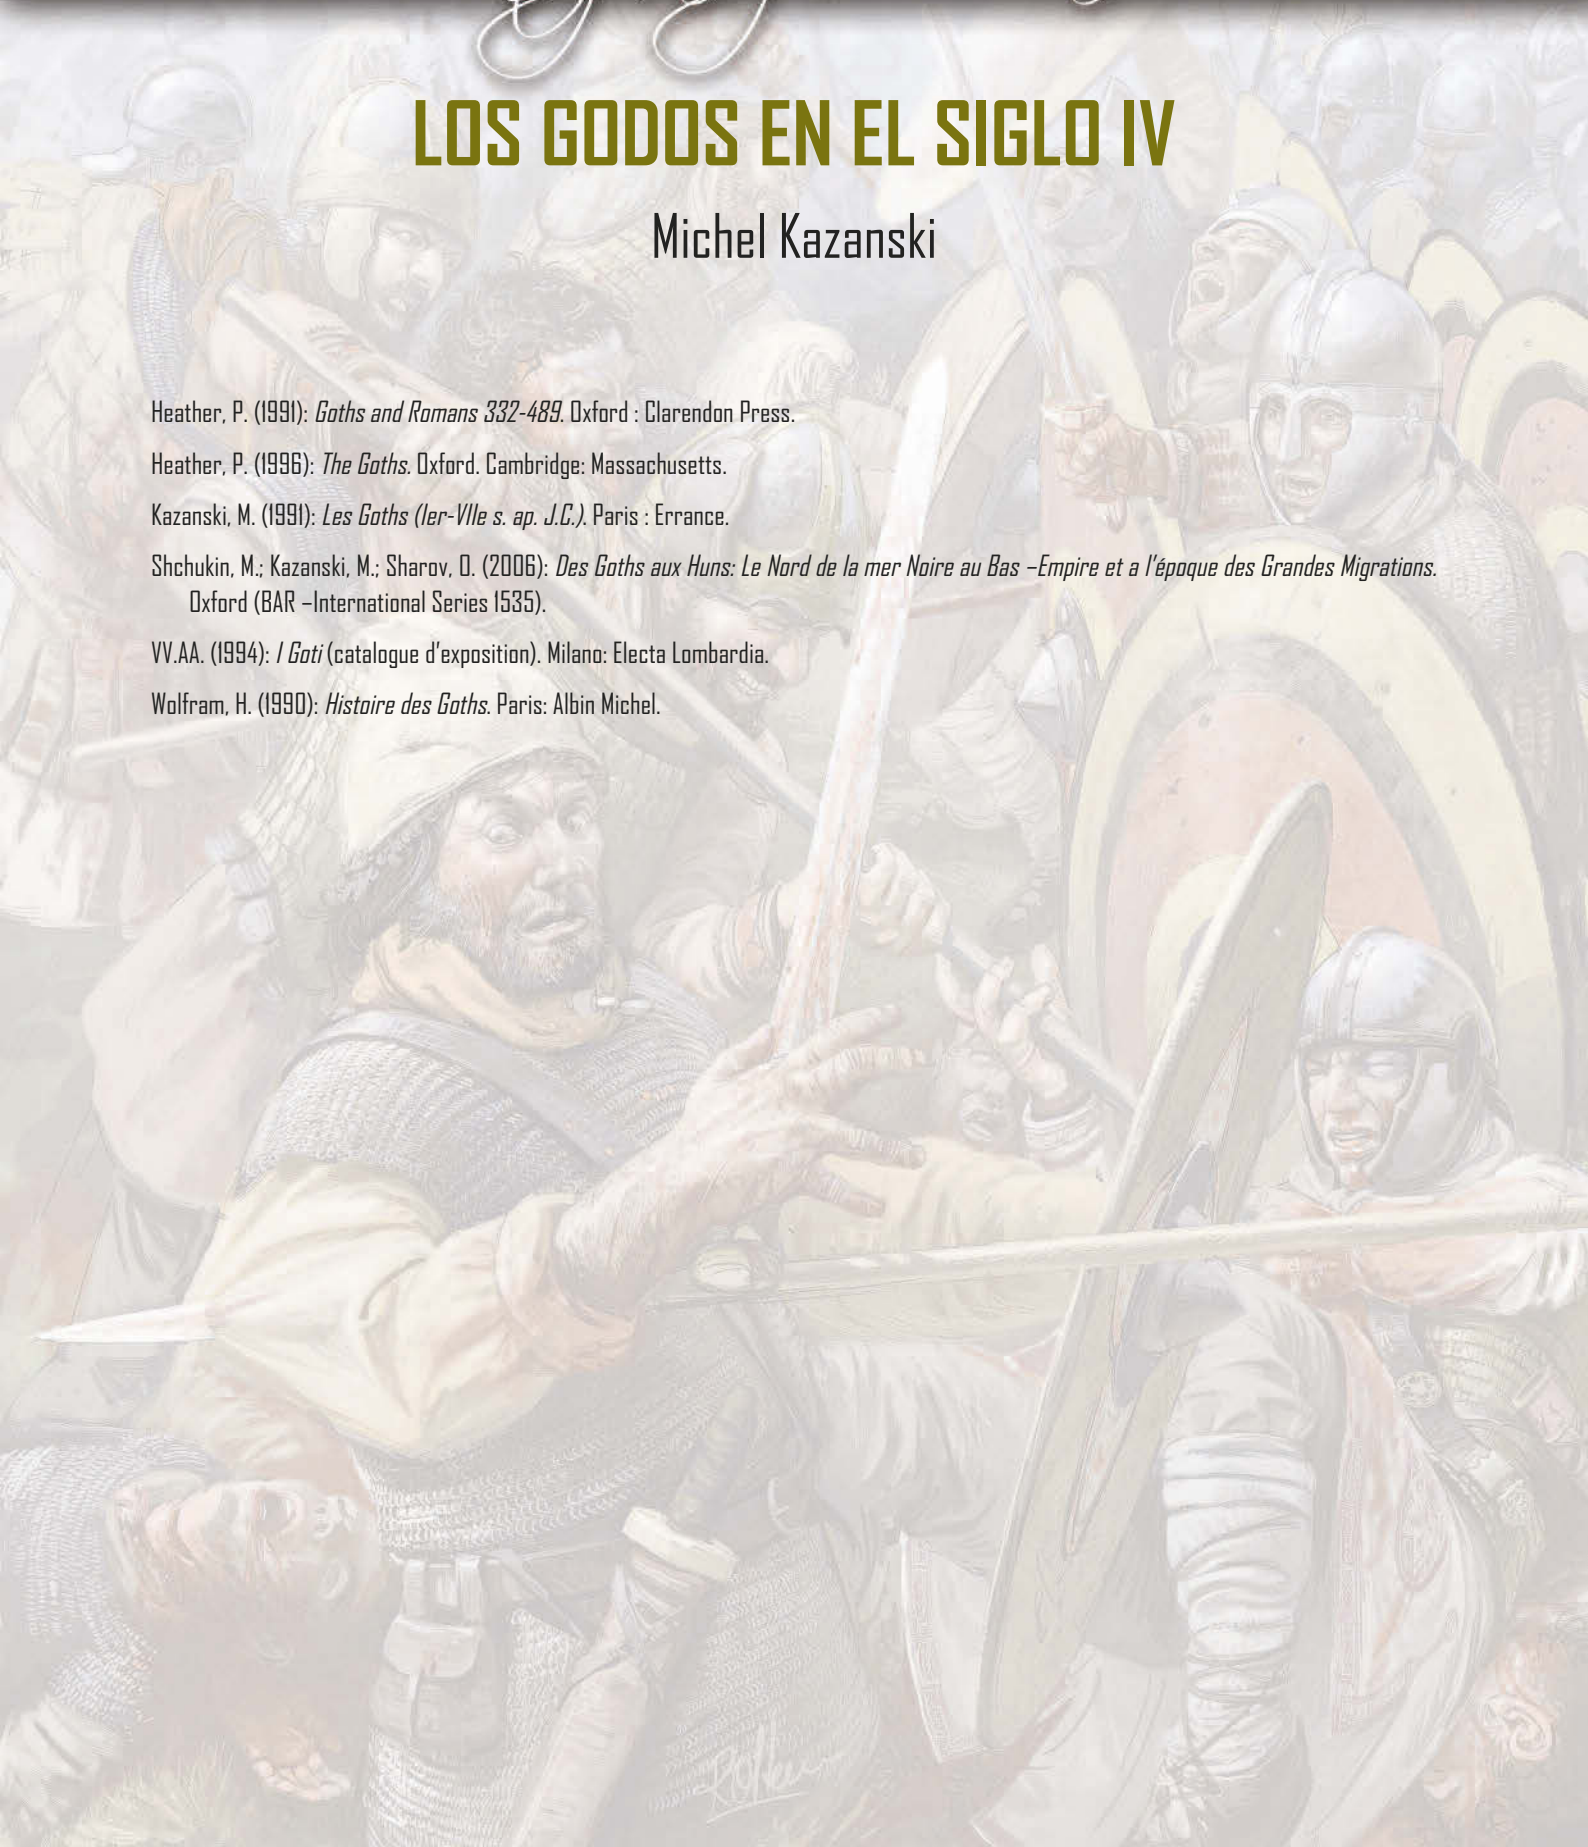 LOS GODOS EN EL SIGLO IV
Michel Kazanski
Heather, P. (1991): Goths and Romans 332-489. Oxford : Clarendon Press.
Heather, P. (1996): The Goths. Oxford. Cambridge: Massachusetts.
Kazanski, M. (1991): Les Goths (Ier-VIIe s. ap. J.C.). Paris : Errance.
Shchukin, M.; Kazanski, M.; Sharov, O. (2006): Des Goths aux Huns: Le Nord de la mer Noire au Bas –Empire et a l'époque des Grandes Migrations.
Oxford (BAR –International Series 1535).
VV.AA. (1994): I Goti (catalogue d'exposition). Milano: Electa Lombardia.
Wolfram, H. (1990): Histoire des Goths. Paris: Albin Michel.